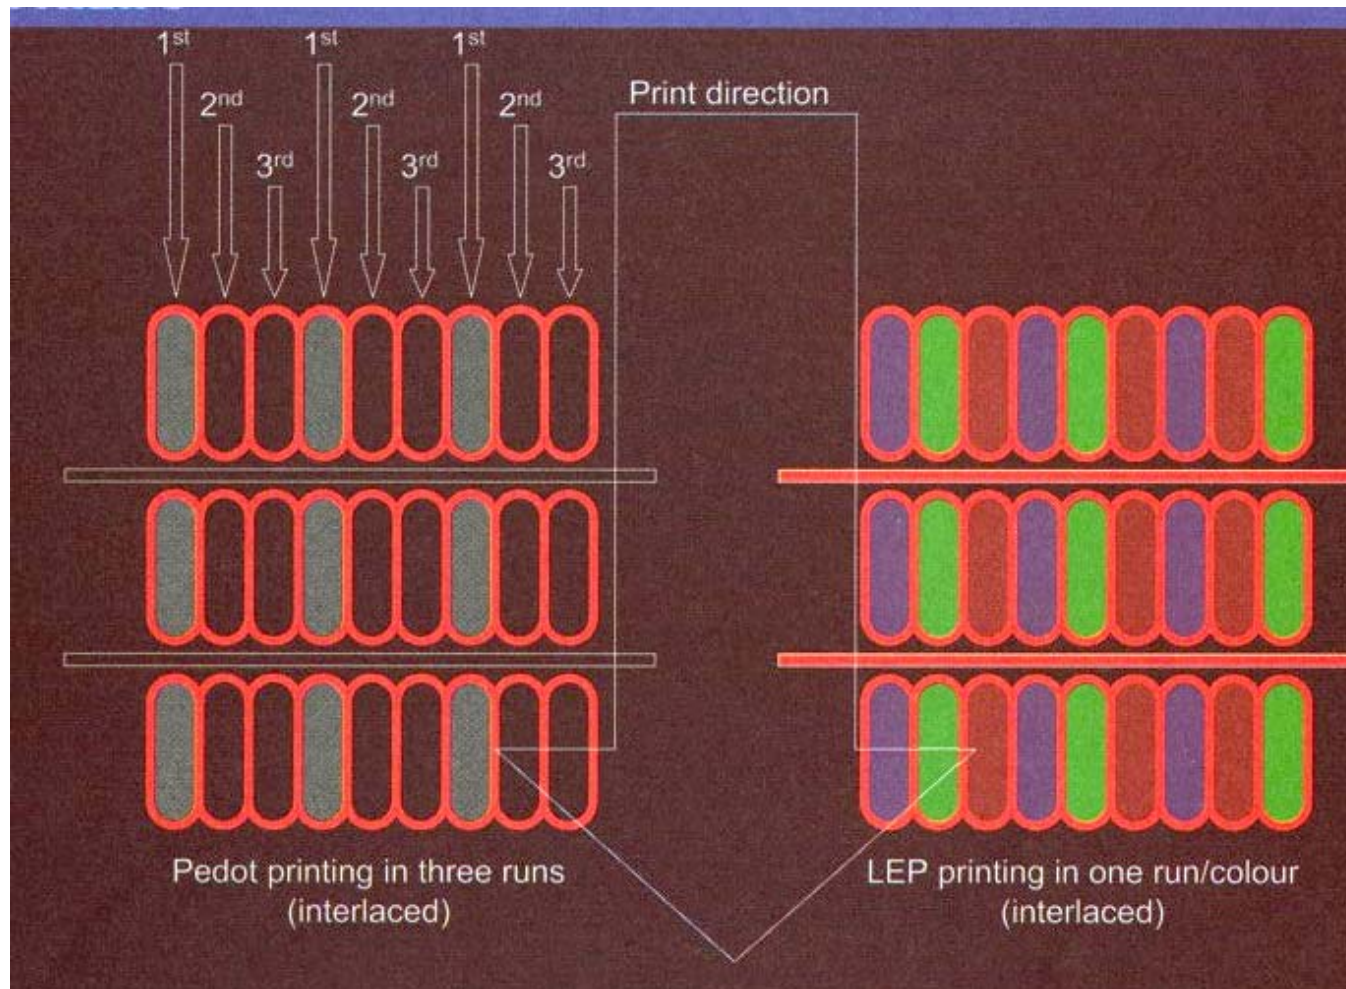 1st 1st 1st
2nd 2nd 2nd
3rd 3rd 3rd
Print direction
Pedot printing in three runs
(interlaced)
LEP printing in one run/colour
(interlaced)